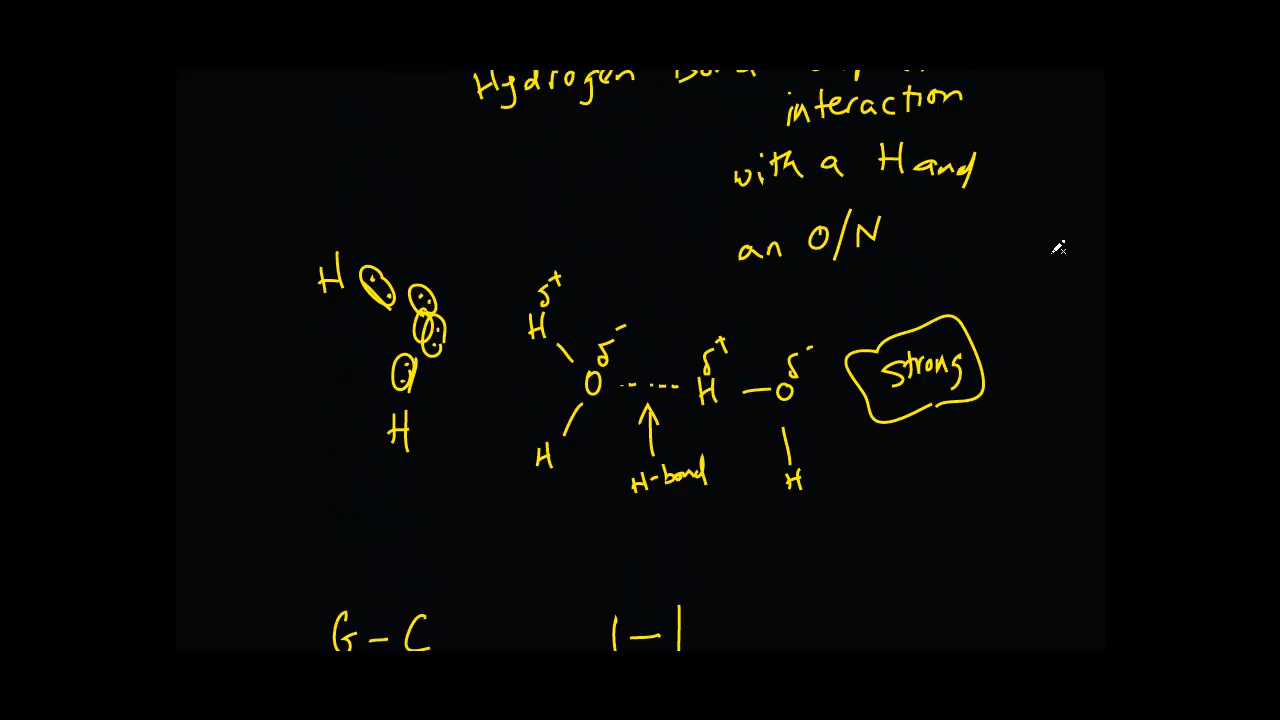 Hydrogen
interaction
with a H and
an O/N
H
H
δ+
H
O δ-
H
H-bond
δ+
H
O δ-
H
Strong
G - C